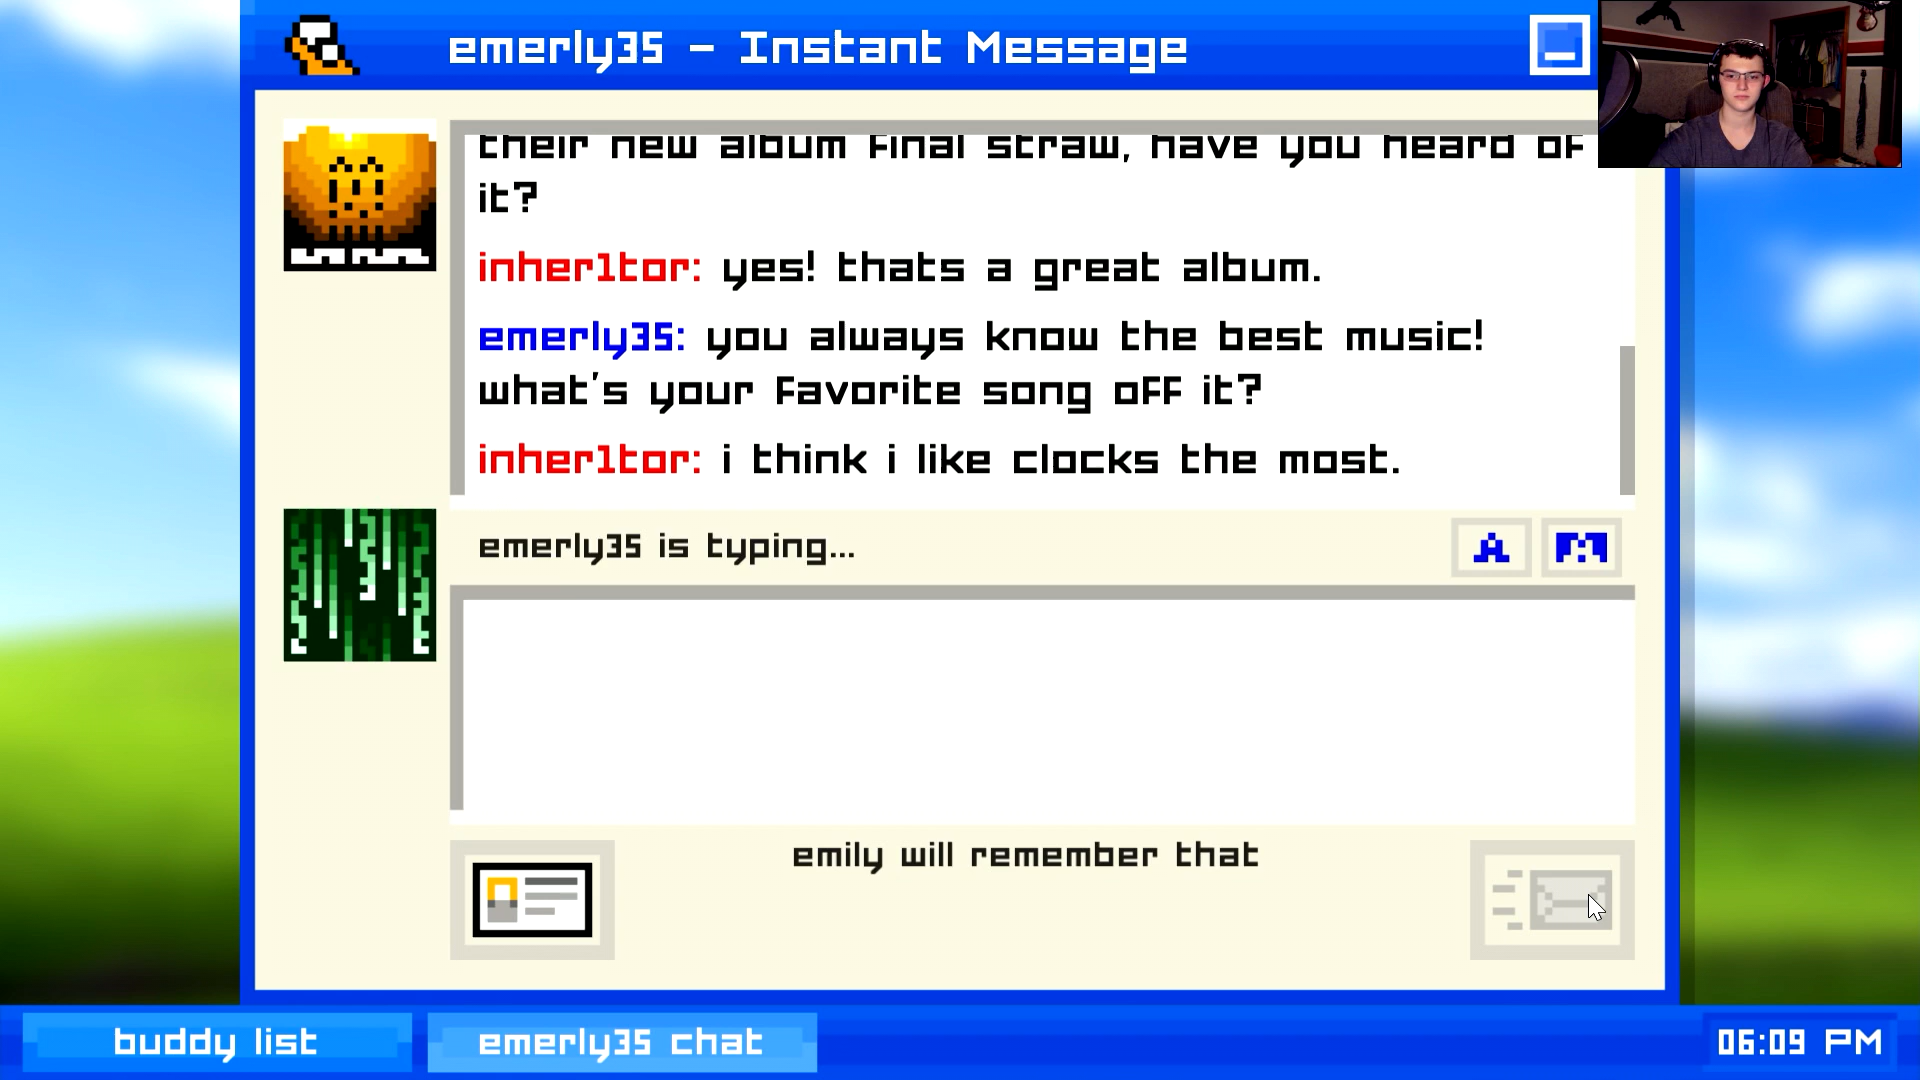 emerly35 - Instant Message
their new album final straw, have you heard of
it?
inher1tor: yes! thats a great album.
emerly35: you always know the best music!
what's your favorite song off it?
inher1tor: i think i like clocks the most.
emerly35 is typing...
A
emily will remember that
buddy list
emerly35 chat
06:09 PM